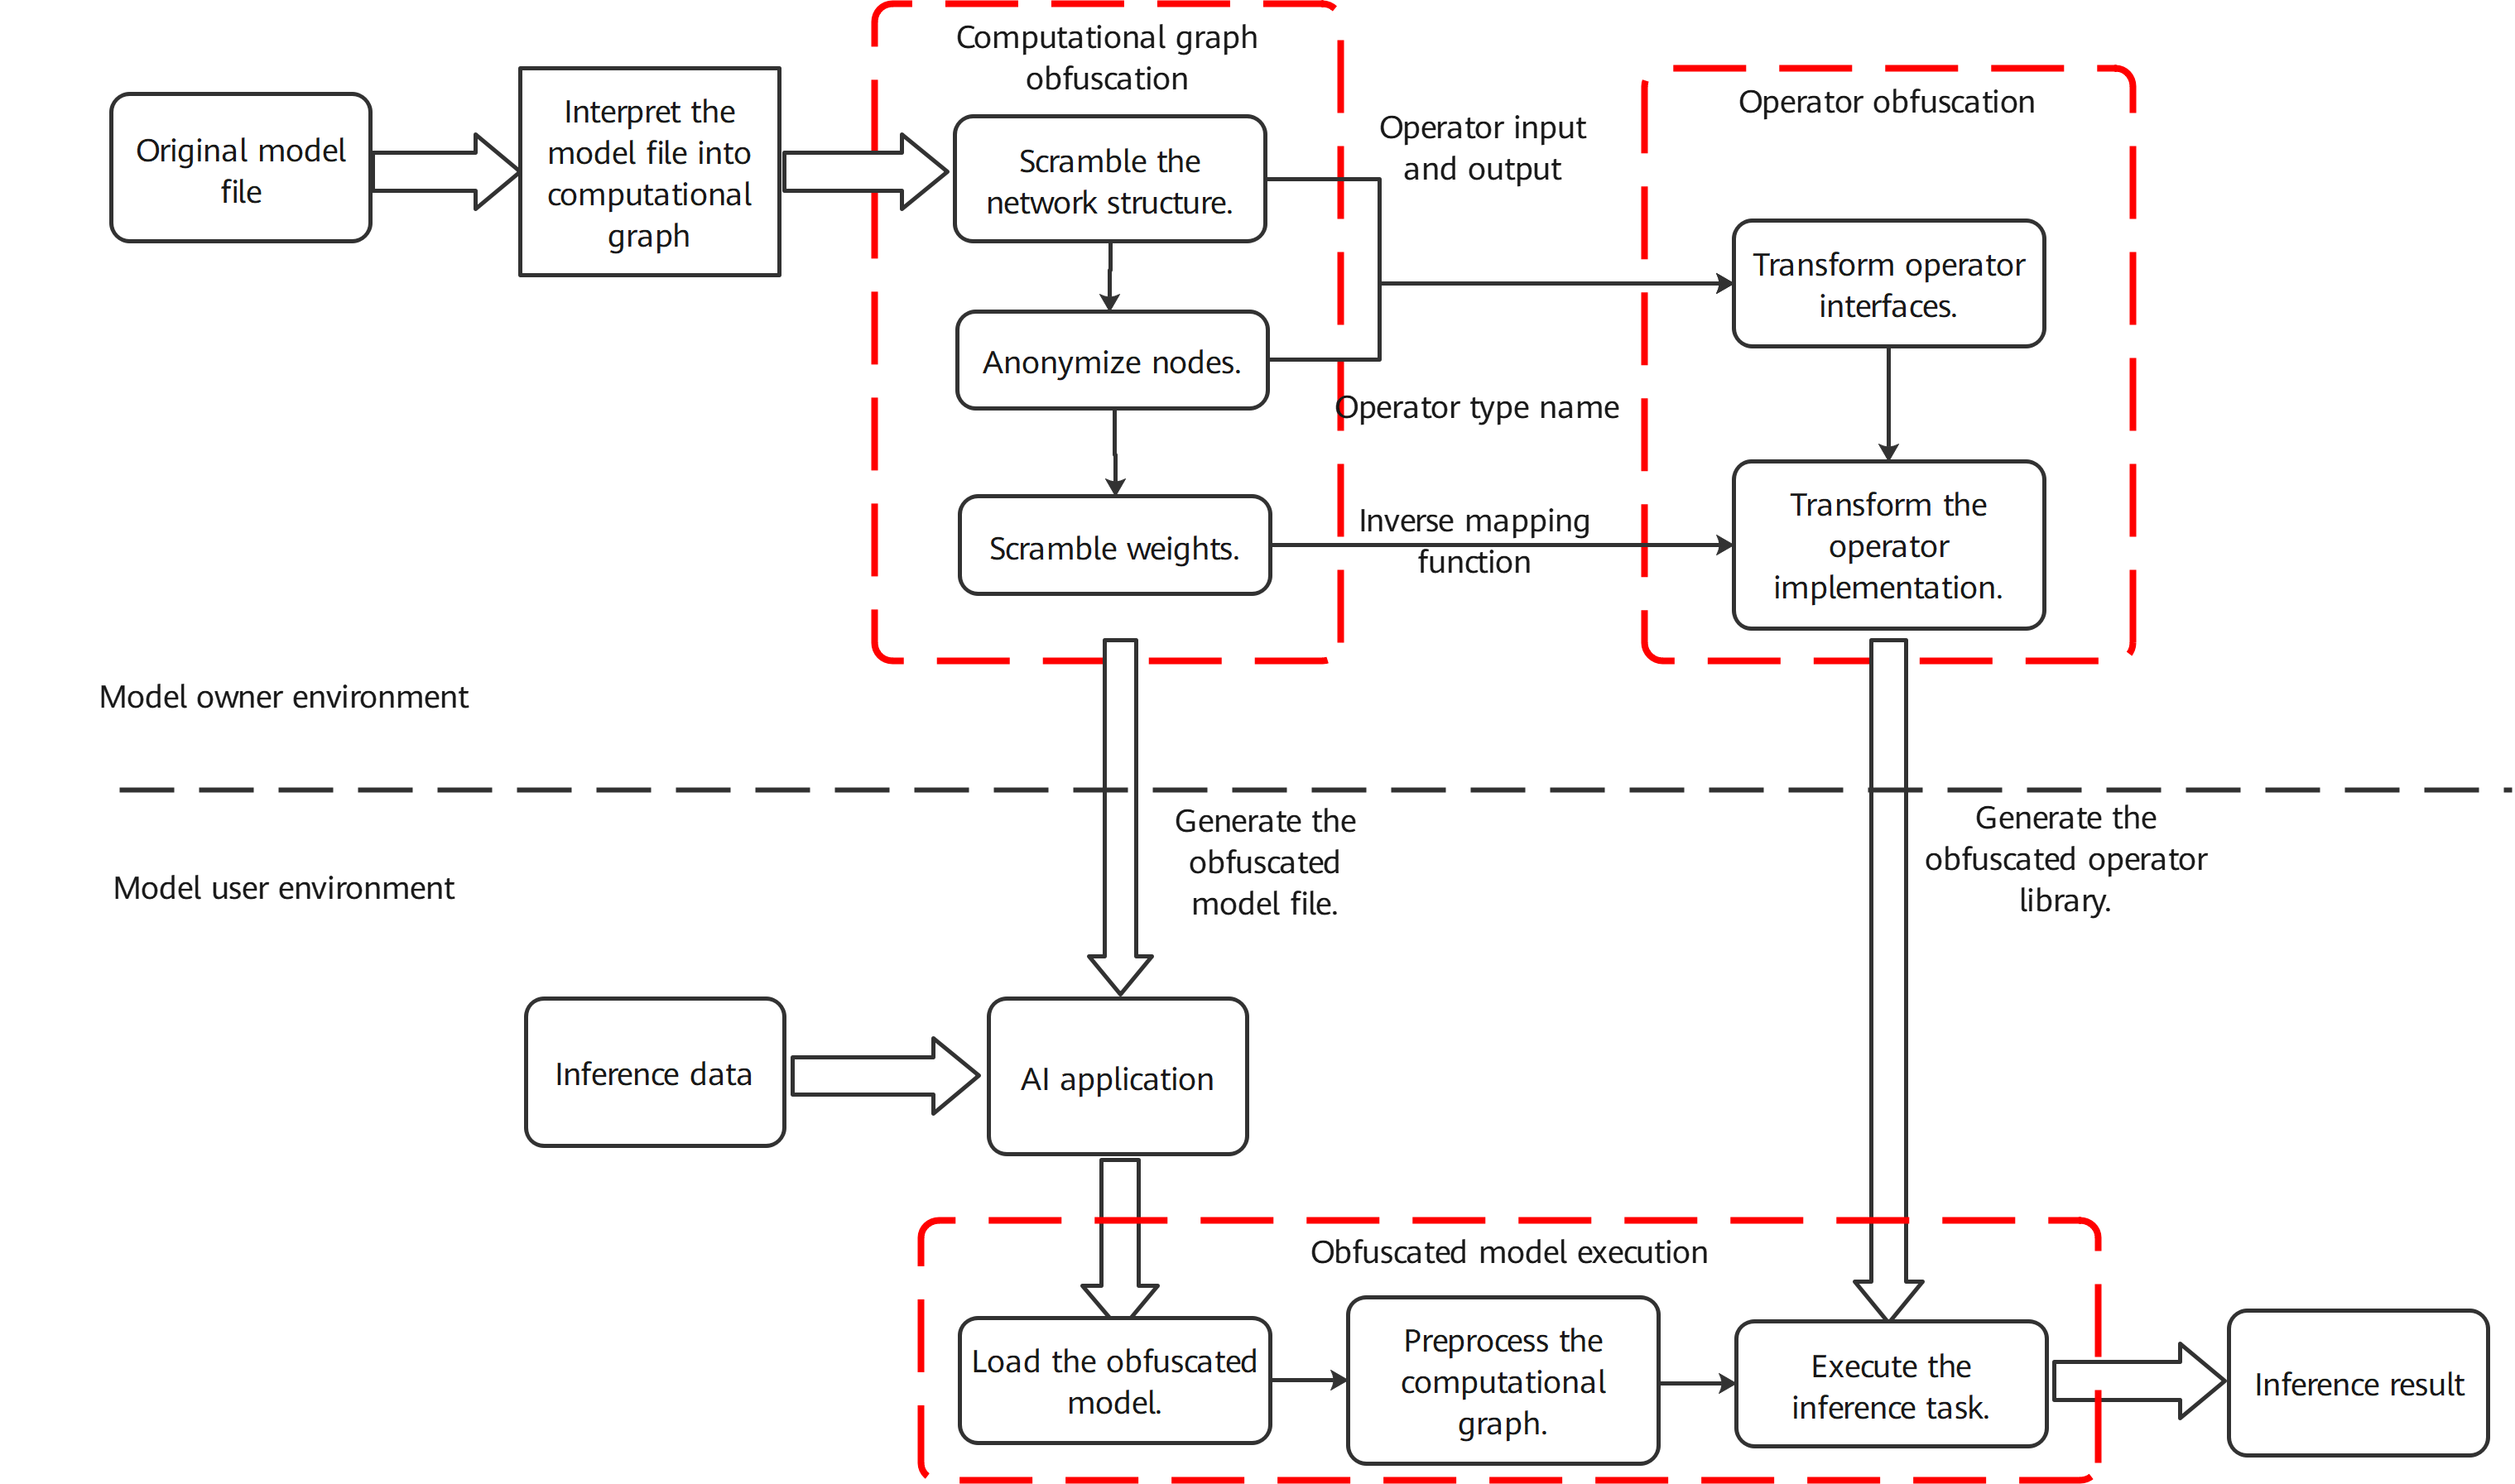 Computational graph
obfuscation
Original model
file
Interpret the
model file into
computational
graph
Scramble the
network structure.
Anonymize nodes.
Scramble weights.
Operator input
and output
Operator type name
Inverse mapping
function
Operator obfuscation
Transform operator
interfaces.
Transform the
operator
implementation.
Model owner environment
Model user environment
Generate the
obfuscated
model file.
Generate the
obfuscated operator
library.
Inference data
AI application
Obfuscated model execution
Load the obfuscated
model.
Preprocess the
computational
graph.
Execute the
inference task.
Inference result